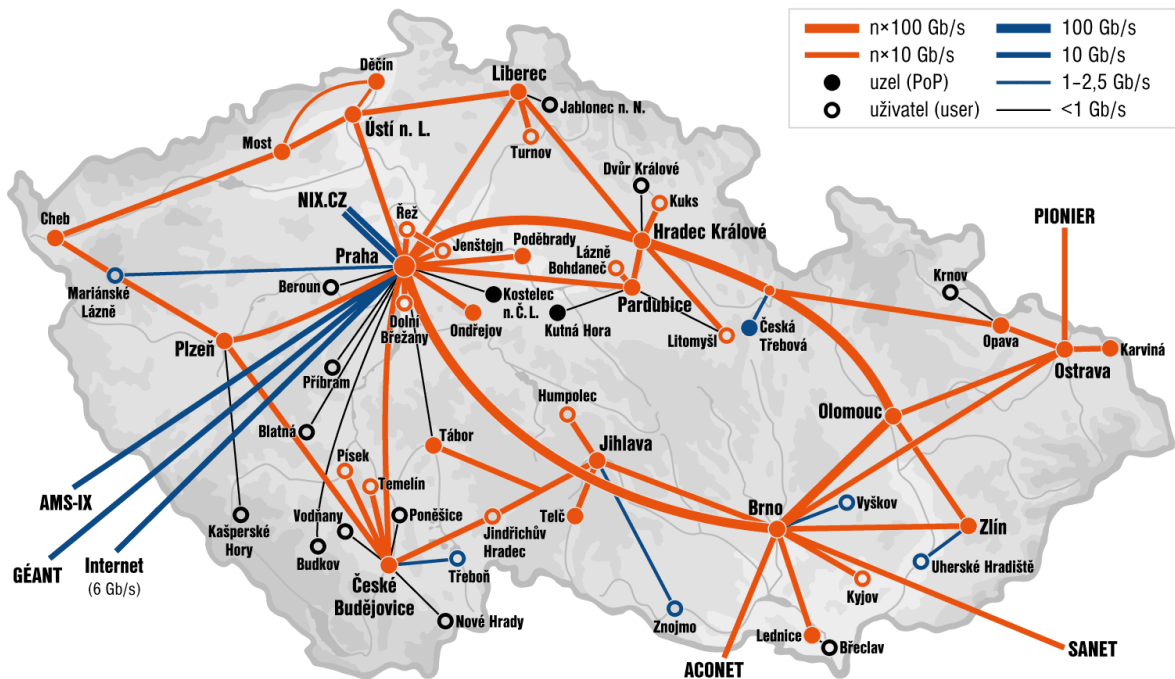 n×100 Gb/s
n×10 Gb/s
uzel (PoP)
uživatel (user)
100 Gb/s
10 Gb/s
1–2,5 Gb/s
<1 Gb/s
Děčín
Liberec
Jablonec n. N.
Ústí n. L.
Most
Turnov
Dvůr Králové
NIX.CZ
Kuks
Cheb
Řež
PIONIER
Hradec Králové
Jenštejn
Poděbrady
Praha
Lázně
Bohdaneč
Krnov
Mariánské
Lázně
Beroun
Kostelec
n. Č. L.
Pardubice
Dolní
Břežany
Ondřejov
Kutná Hora
Litomyšl
Česká
Třebová
Opava
Karviná
Ostrava
Plzeň
Příbram
Humpolec
Olomouc
Blatná
Tábor
Jihlava
Písek
Temelín
AMS-IX
Vodňany
Poněšice
Telč
Brno
Vyškov
Zlín
Kašperské
Hory
Jindřichův
Hradec
Budkov
GÉANT
Internet
(6 Gb/s)
České
Budějovice
Třeboň
Uherské Hradiště
Kyjov
Nové Hrady
Znojmo
Lednice
Břeclav
SANET
ACONET